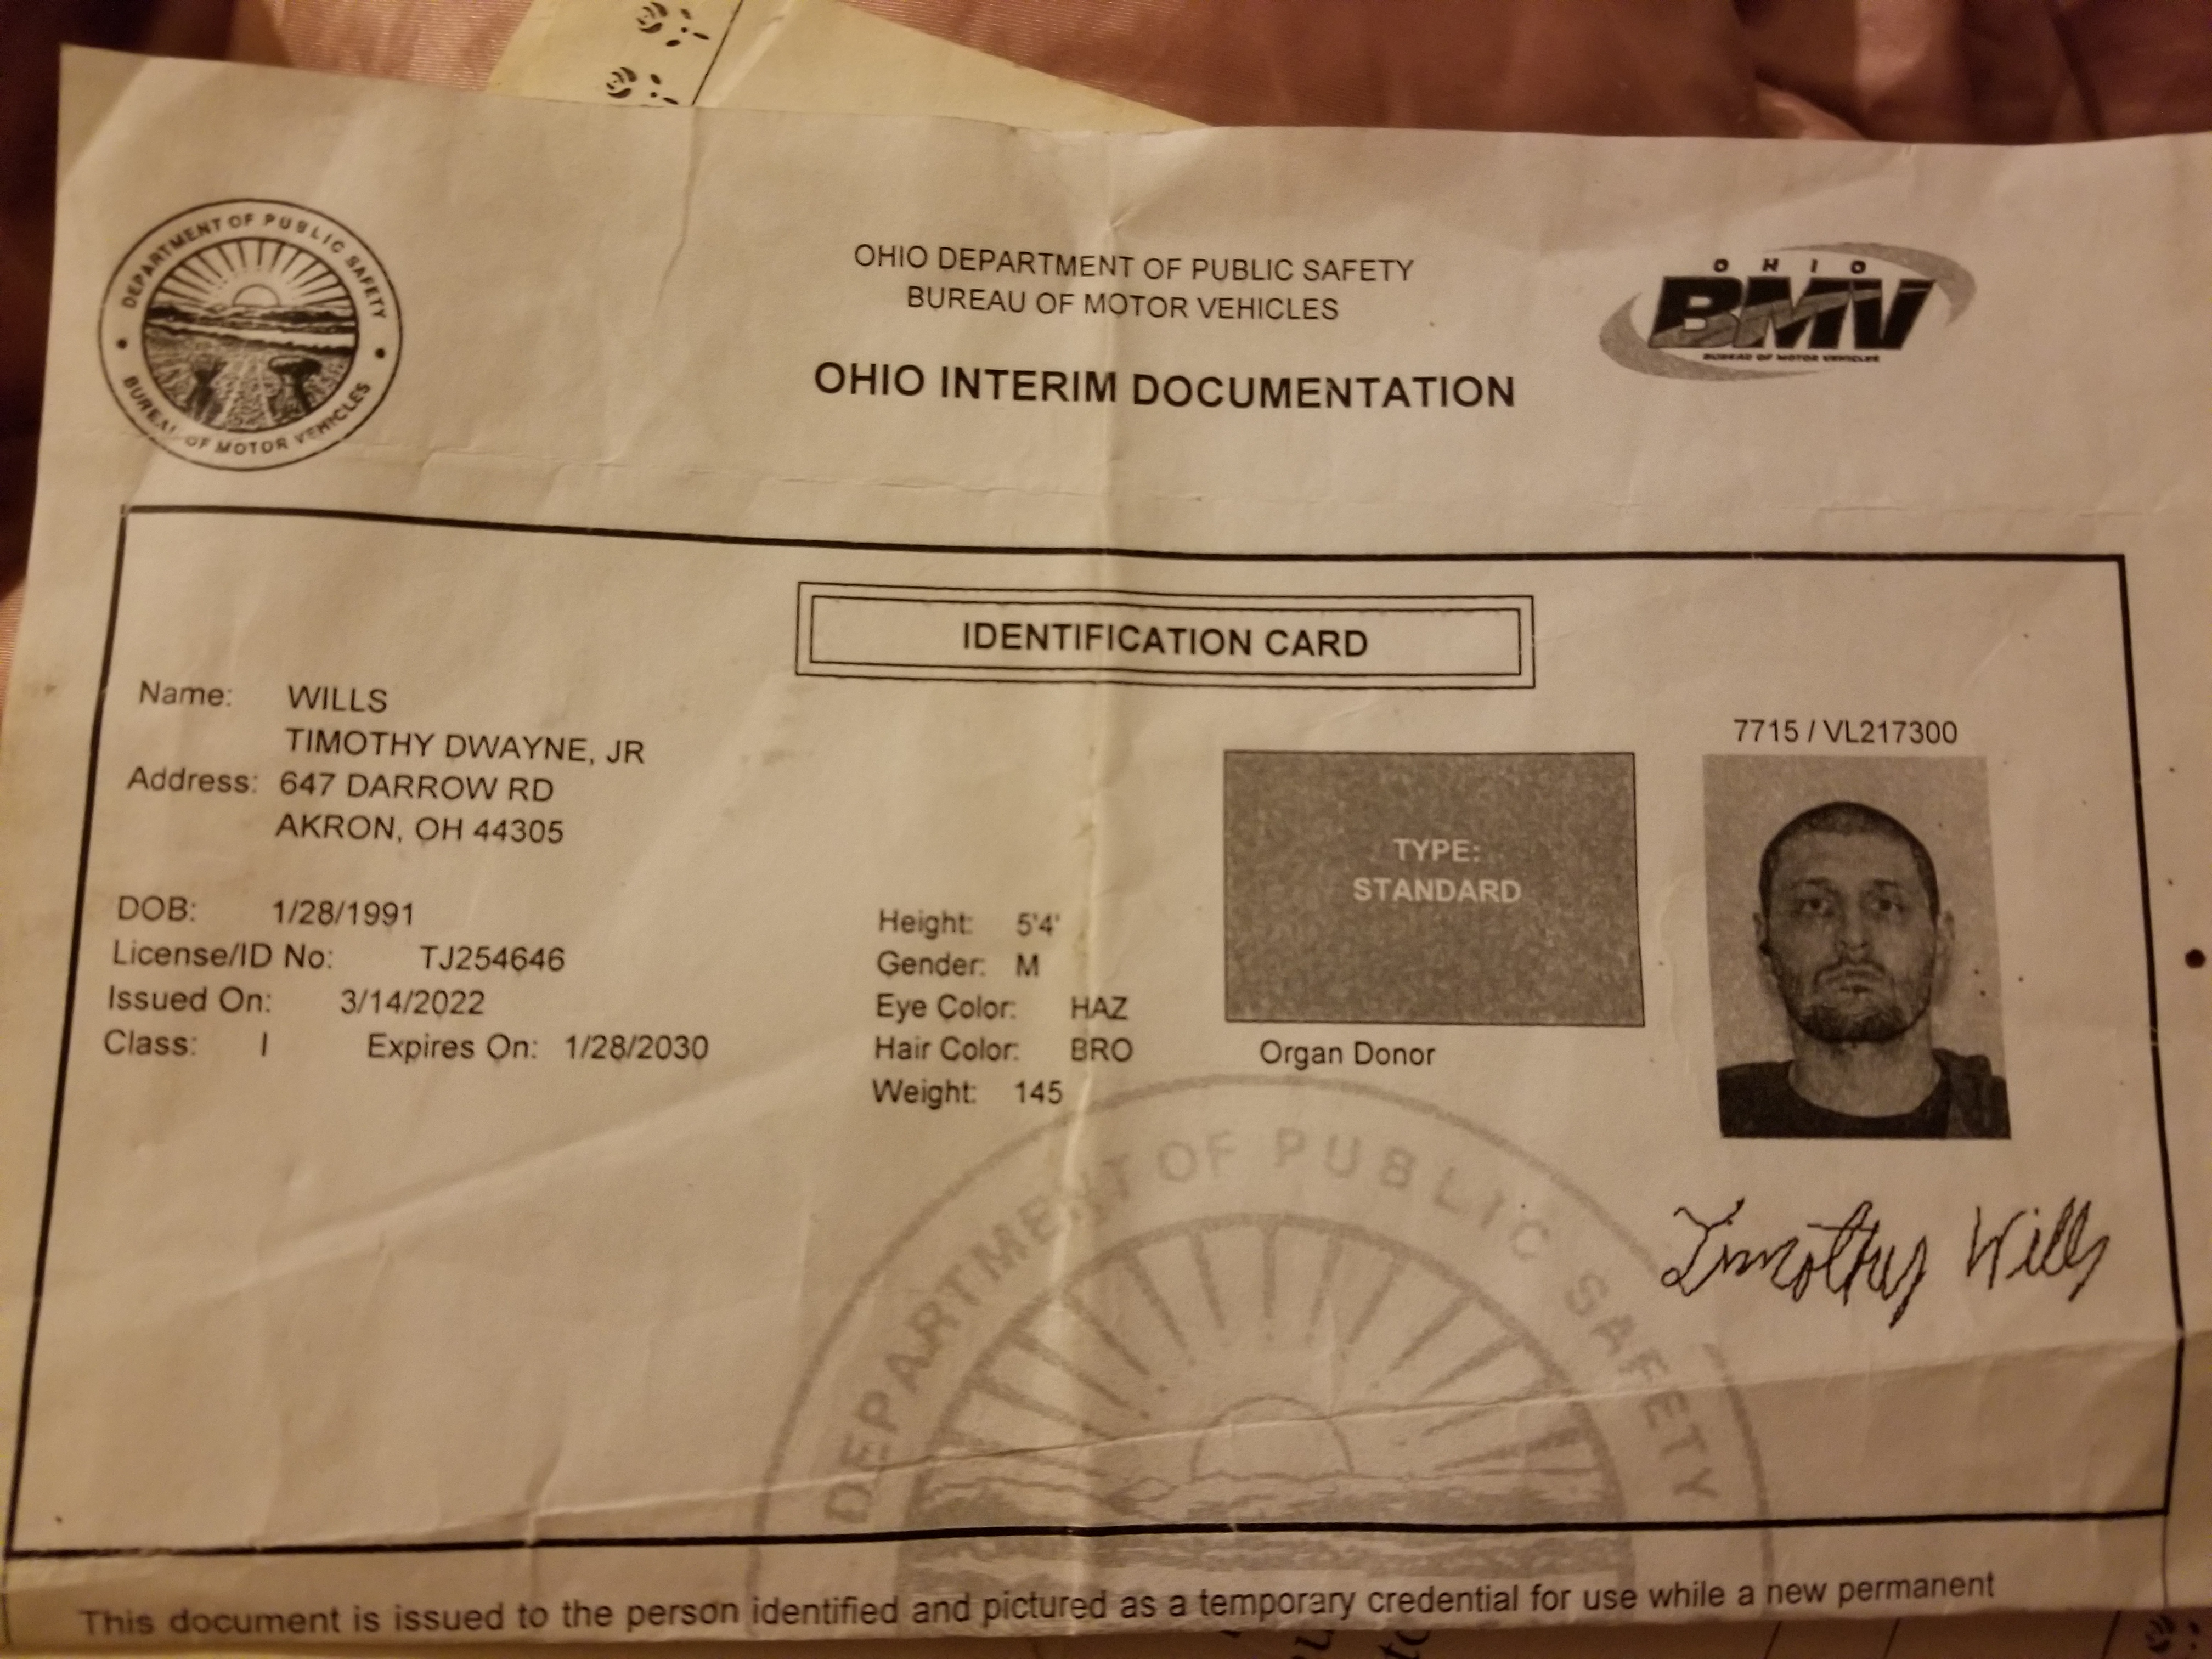 DEPARTMENT OF PUBLIC SAFETY
BUREAU OF MOTOR VEHICLES
OHIO DEPARTMENT OF PUBLIC SAFETY
BUREAU OF MOTOR VEHICLES
OHIO INTERIM DOCUMENTATION
OHIO
BMV
BUREAU OF MOTOR VEHICLES
IDENTIFICATION CARD
Name: WILLS
TIMOTHY DWAYNE, JR
Address: 647 DARROW RD
AKRON, OH 44305
DOB: 1/28/1991
License/ID No: TJ254646
Issued On: 3/14/2022
Class: I Expires On: 1/28/2030
Height: 5'4'
Gender: M
Eye Color: HAZ
Hair Color: BRO
Weight: 145
TYPE:
STANDARD
Organ Donor
7715 / VL217300
Timothy Wills
DEPARTMENT OF PUBLIC SAFETY
This document is issued to the person identified and pictured as a temporary credential for use while a new permanent